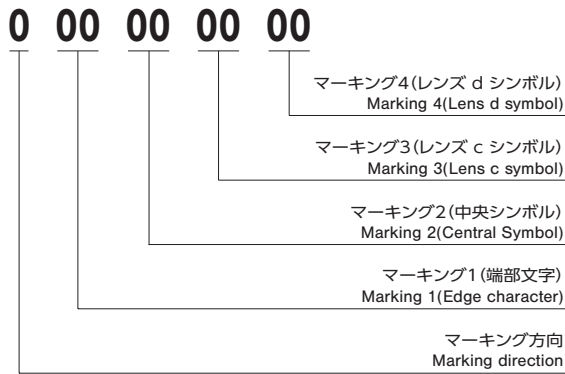 0 00 00 00 00
マーキング4(レンズ d シンボル)
Marking 4(Lens d symbol)
マーキング3(レンズ c シンボル)
Marking 3(Lens c symbol)
マーキング2(中央シンボル)
Marking 2(Central Symbol)
マーキング1(端部文字)
Marking 1(Edge character)
マーキング方向
Marking direction